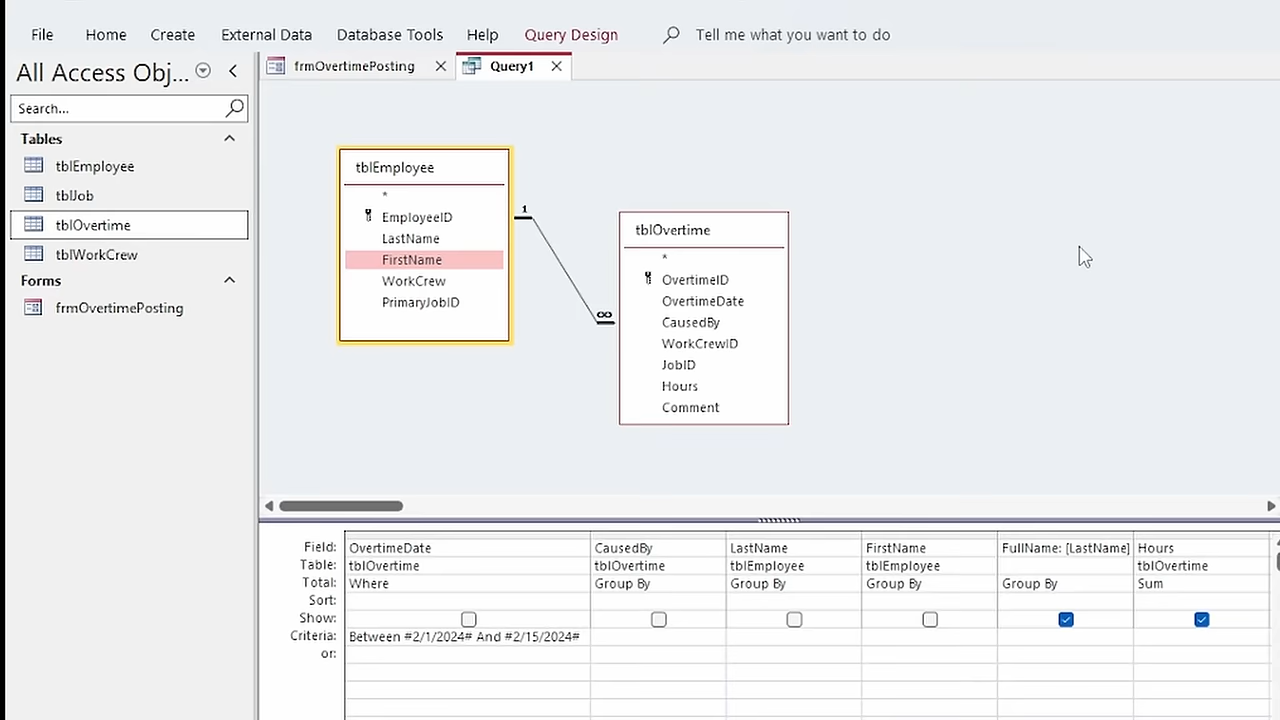 File Home Create External Data Database Tools Help Query Design Tell me what you want to do
All Access Obj...
Search...
Tables
tblEmployee
tblJob
tblOvertime
tblWorkCrew
Forms
frmOvertimePosting
frmOvertimePosting Query1
tblEmployee
*
EmployeeID
LastName
FirstName
WorkCrew
PrimaryJobID
1
∞
tblOvertime
*
OvertimeID
OvertimeDate
CausedBy
WorkCrewID
JobID
Hours
Comment
Field: OvertimeDate CausedBy LastName FirstName FullName: [LastName] Hours
Table: tblOvertime tblOvertime tblEmployee tblEmployee tblOvertime
Total: Where Group By Group By Group By Group By Sum
Sort:
Show:
Criteria: Between #2/1/2024# And #2/15/2024#
or: